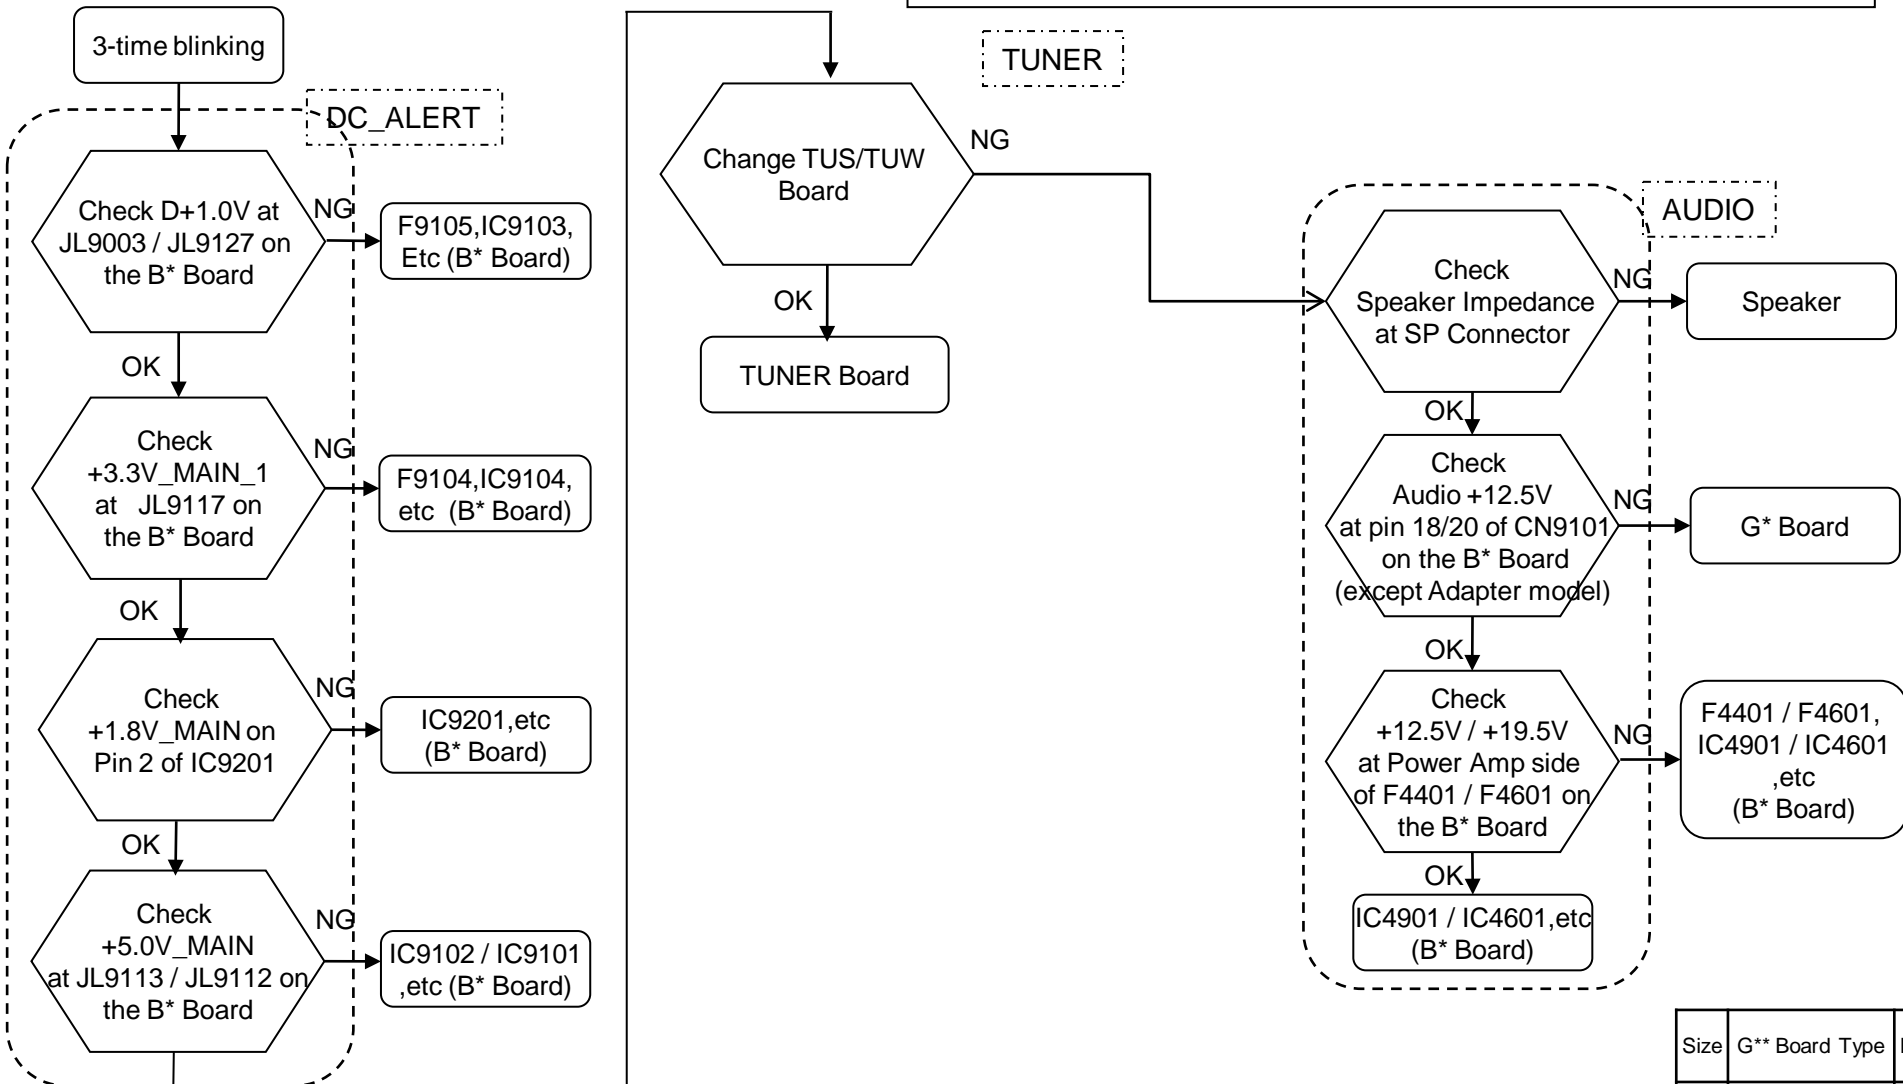 3-time blinking
DC_ALERT
Check D+1.0V at
JL9003 / JL9127 on
the B* Board
NG
F9105,IC9103,
Etc (B* Board)
OK
Check
+3.3V_MAIN_1
at JL9117 on
the B* Board
NG
F9104,IC9104,
etc (B* Board)
OK
Check
+1.8V_MAIN on
Pin 2 of IC9201
NG
IC9201,etc
(B* Board)
OK
Check
+5.0V_MAIN
at JL9113 / JL9112 on
the B* Board
NG
IC9102 / IC9101
,etc (B* Board)
TUNER
Change TUS/TUW
Board
NG
OK
TUNER Board
AUDIO
Check
Speaker Impedance
at SP Connector
NG
Speaker
OK
Check
Audio +12.5V
at pin 18/20 of CN9101
on the B* Board
(except Adapter model)
NG
G* Board
OK
Check
+12.5V / +19.5V
at Power Amp side
of F4401 / F4601 on
the B* Board
NG
F4401 / F4601,
IC4901 / IC4601
,etc
(B* Board)
OK
IC4901 / IC4601,etc
(B* Board)
Size G** Board Type